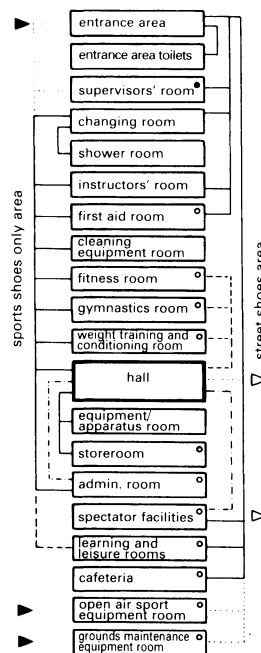 entrance area
entrance area toilets
supervisors' room
changing room
shower room
instructors' room
first aid room
cleaning
equipment room
fitness room
gymnastics room
weight training and
conditioning room
hall
equipment/
apparatus room
storeroom
admin. room
spectator facilities
learning and
leisure rooms
cafeteria
open air sport
equipment room
grounds maintenance
equipment room
sports shoes only area
street shoes area